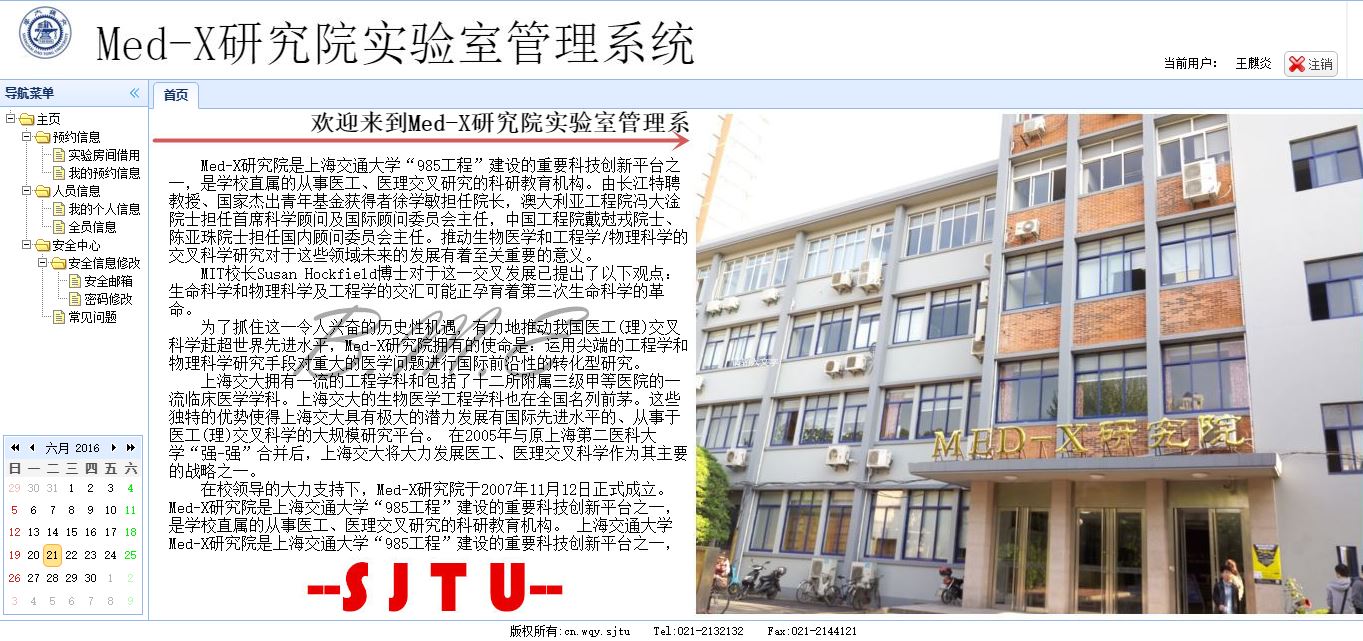 Med-X研究院实验室管理系统
当前用户： 王麒炎 注销
导航菜单
首页
主页
预约信息
实验房间借用
我的预约信息
人员信息
我的个人信息
全员信息
安全中心
安全信息修改
安全邮箱
密码修改
常见问题
六月 2016
日 一 二 三 四 五 六
29 30 31 1 2 3 4
5 6 7 8 9 10 11
12 13 14 15 16 17 18
19 20 21 22 23 24 25
26 27 28 29 30 1 2
3 4 5 6 7 8 9
欢迎来到Med-X研究院实验室管理系
Med-X研究院是上海交通大学“985工程”建设的重要科技创新平台之
一，是学校直属的从事医工、医理交叉研究的科研教育机构。由长江特聘
教授、国家杰出青年基金获得者徐学敏担任院长，澳大利亚工程院冯大淦
院士担任首席科学顾问及国际顾问委员会主任，中国工程院戴尅戎院士、
陈亚珠院士担任国内顾问委员会主任。推动生物医学和工程学/物理科学的
交叉科学研究对于这些领域未来的发展有着至关重要的意义。
MIT校长Susan Hockfield博士对于这一交叉发展已提出了以下观点：
生命科学和物理科学及工程学的交汇可能正孕育着第三次生命科学的革
命。
为了抓住这一令人兴奋的历史性机遇，有力地推动我国医工(理)交叉
科学赶超世界先进水平，Med-X研究院拥有的使命是：运用尖端的工程学和
物理科学研究手段对重大的医学问题进行国际前沿性的转化型研究。
上海交大拥有一流的工程学科和包括了十二所附属三级甲等医院的一
流临床医学学科。上海交大的生物医学工程学科也在全国名列前茅。这些
独特的优势使得上海交大具有极大的潜力发展有国际先进水平的、从事于
医工(理)交叉科学的大规模研究平台。 在2005年与原上海第二医科大
学“强-强”合并后，上海交大将大力发展医工、医理交叉科学作为其主要
的战略之一。
在校领导的大力支持下，Med-X研究院于2007年11月12日正式成立。
Med-X研究院是上海交通大学“985工程”建设的重要科技创新平台之一，
是学校直属的从事医工、医理交叉研究的科研教育机构。 上海交通大学
Med-X研究院是上海交通大学“985工程”建设的重要科技创新平台之一，
BME
--SJTU--
MED-X研究院
版权所有:cn.wqy.sjtu Tel:021-2132132 Fax:021-2144121